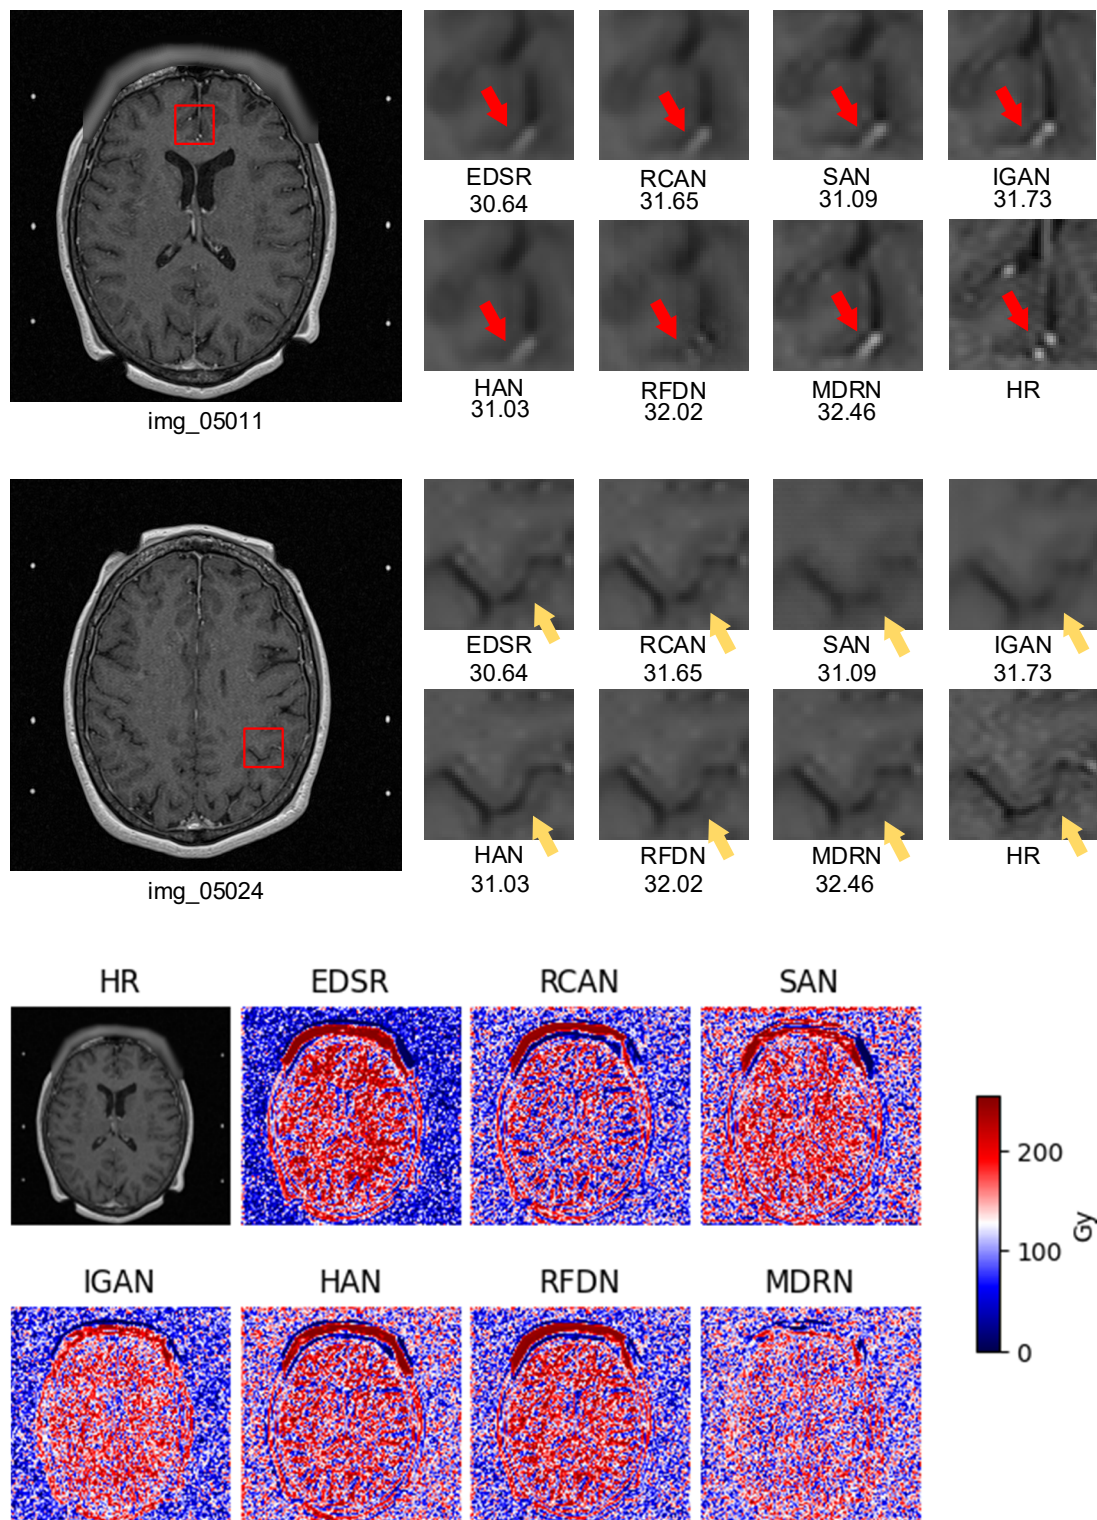 EDSR RCAN SAN IGAN
30.64 31.65 31.09 31.73
HAN RFDN MDRN HR
31.03 32.02 32.46
img_05011
EDSR RCAN SAN IGAN
30.64 31.65 31.09 31.73
HAN RFDN MDRN HR
31.03 32.02 32.46
img_05024
HR EDSR RCAN SAN
IGAN HAN RFDN MDRN
200
100
0
Gy